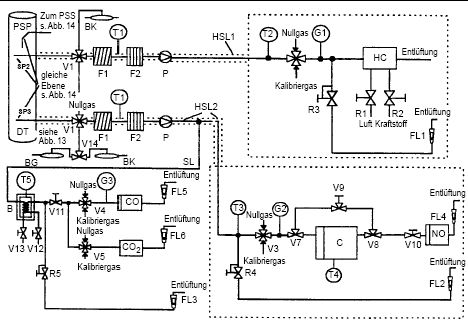 Zum PSS
s. Abb. 14
BK
PSP
T1
HSL1
T2
Nullgas
G1
SP2
gleiche
Ebene
s. Abb. 14
V1
F1
F2
P
Kalibriergas
HC
Entlüftung
R3
R1
R2
Luft Kraftstoff
FL1
Entlüftung
SP3
Nullgas
T1
HSL2
DT
siehe
Abb. 13
V1
V14
F1
F2
P
BG
BK
SL
T5
B
V11
Nullgas
G3
V4
Kalibriergas
CO
Entlüftung
FL5
V13
V12
Nullgas
V5
Kalibriergas
CO2
Entlüftung
FL6
R5
Entlüftung
FL3
T3
Nullgas
G2
V9
Entlüftung
FL4
V3
V7
C
V8
V10
NO
Kalibriergas
R4
T4
Entlüftung
FL2